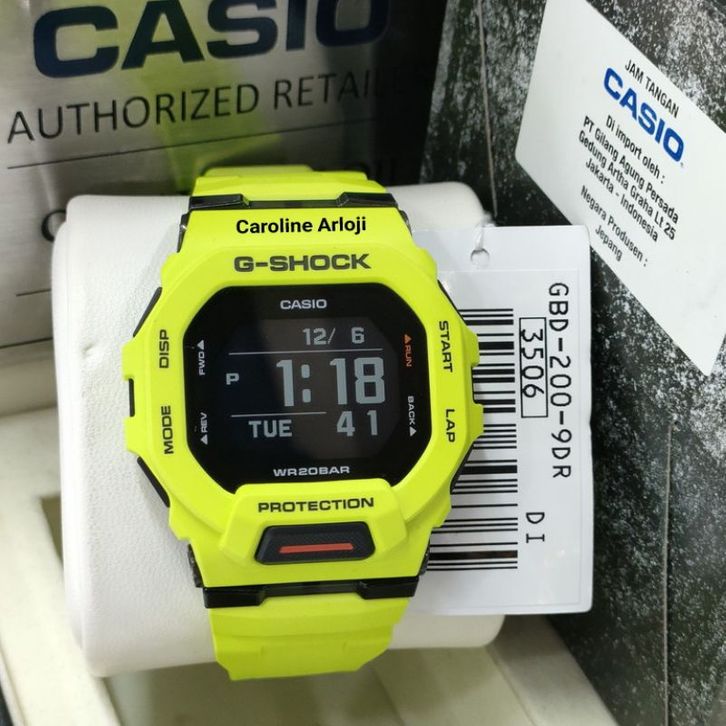 CASIO
AUTHORIZED RETAILE
Caroline Arloji
G-SHOCK
CASIO
12/ 6
P 1:18
TUE 41
WR20BAR
PROTECTION
DISP
MODE
FWD
REV
START
LAP
RUN
BACK
GBD-200-9DR
3506
DI
JAM TANGAN
CASIO
Di import oleh :
PT Gilang Agung Persada
Gedung Artha Graha Lt 25
Jakarta - Indonesia
Negara Produsen :
Jepang